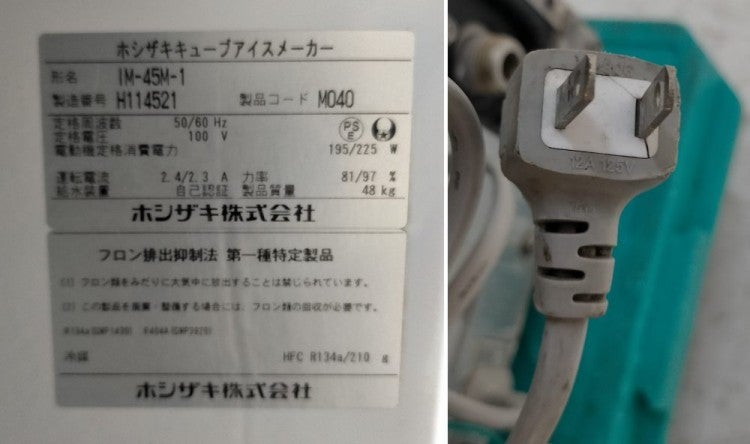 ホシザキキューブアイスメーカー
形名 IM-45M-1
製造番号 H114521 製品コード M040
定格周波数 50/60 Hz
定格電圧 100 V
電動機定格消費電力 195/225 W
PS
E
運転電流 2.4/2.3 A 力率 81/97 %
給水装置 自己認証 製品質量 48 kg
ホシザキ株式会社
フロン排出抑制法 第一種特定製品
(1) フロン類をみだりに大気中に放出することは禁じられています。
(2) この製品を廃棄・整備する場合には、フロン類の回収が必要です。
R134a(GWP1430) R404A(GWP3920)
冷媒 HFC R134a/210 g
ホシザキ株式会社
12A 125V